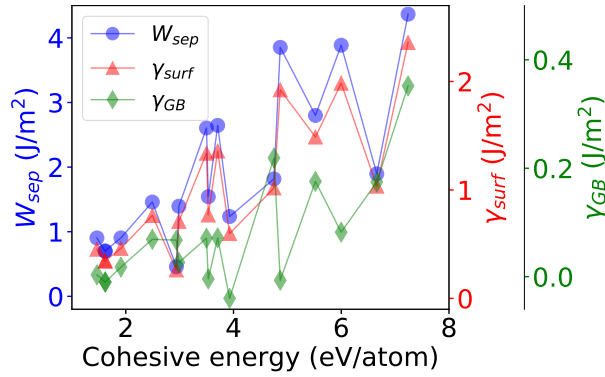 W_sep
γ_surf
γ_GB
W_sep (J/m²)
0
1
2
3
4
2
4
6
8
Cohesive energy (eV/atom)
γ_surf (J/m²)
0
1
2
γ_GB (J/m²)
0.0
0.2
0.4